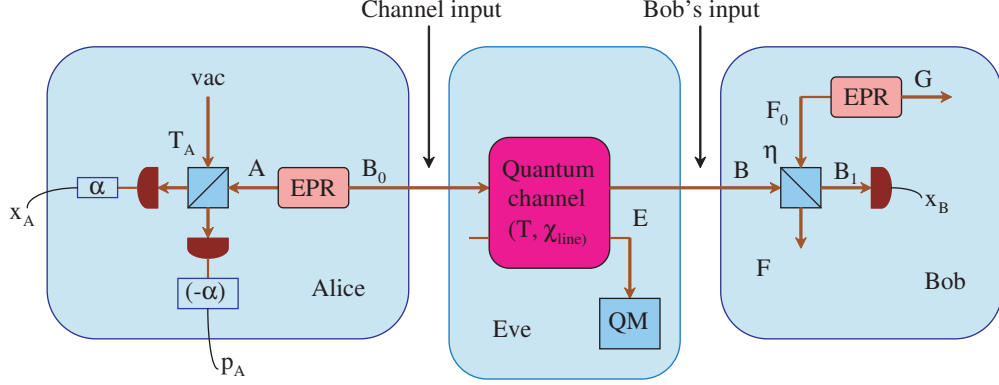 Channel input
Bob's input
vac
T_A
A
B_0
α
EPR
x_A
(-α)
p_A
Alice
Quantum
channel
(T, χ_line)
E
QM
Eve
EPR
G
F_0
η
B
B_1
x_B
F
Bob